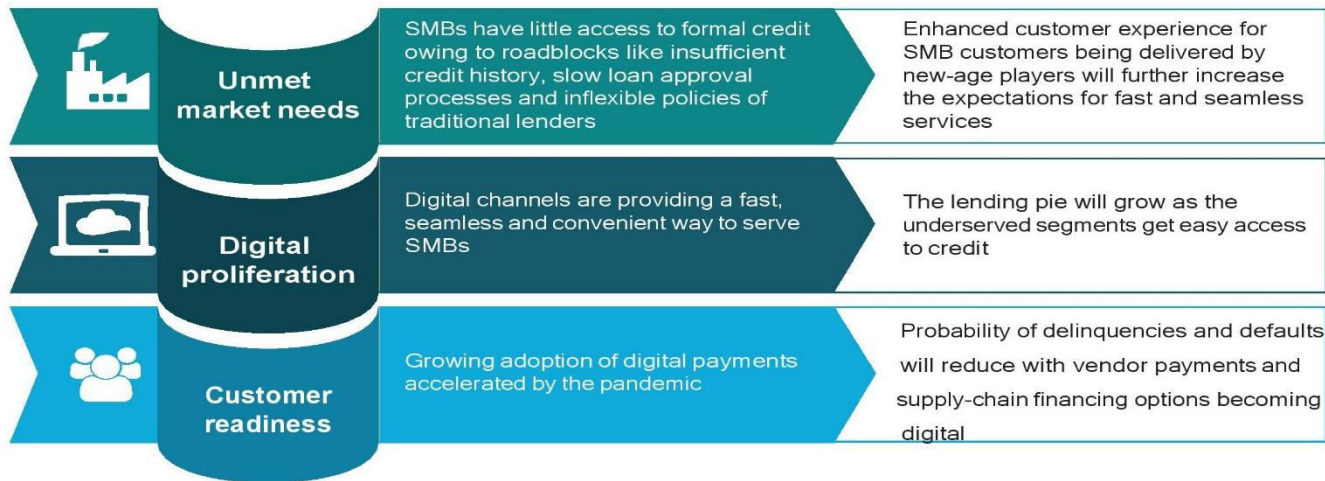 Unmet
market needs
SMBs have little access to formal credit
owing to roadblocks like insufficient
credit history, slow loan approval
processes and inflexible policies of
traditional lenders
Enhanced customer experience for
SMB customers being delivered by
new-age players will further increase
the expectations for fast and seamless
services
Digital
proliferation
Digital channels are providing a fast,
seamless and convenient way to serve
SMBs
The lending pie will grow as the
underserved segments get easy access
to credit
Customer
readiness
Growing adoption of digital payments
accelerated by the pandemic
Probability of delinquencies and defaults
will reduce with vendor payments and
supply-chain financing options becoming
digital